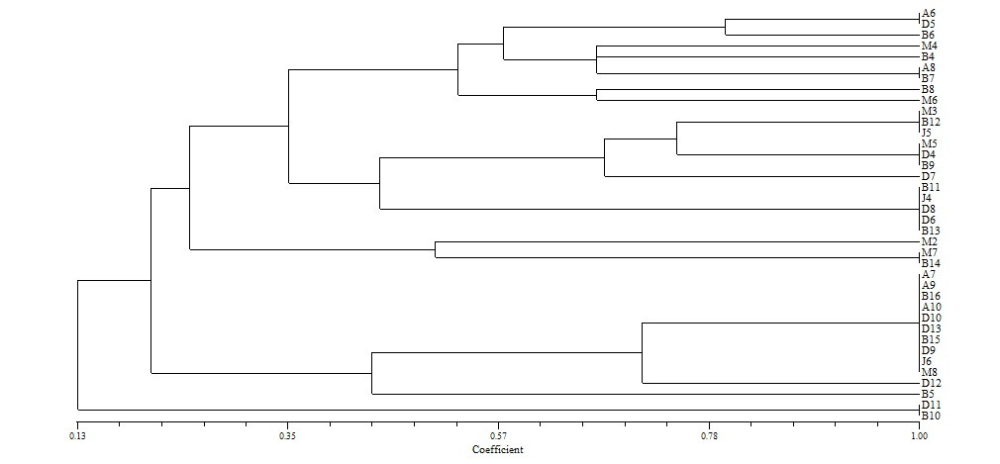 A6
D5
B6
M4
B4
A8
B7
B8
M6
M3
B12
J5
M5
D4
B9
D7
B11
J4
D8
D6
B13
M2
M7
B14
A7
A9
B16
A10
D10
D13
B15
D9
J6
M8
D12
B5
D11
B10
0.13 0.35 0.57 0.78 1.00
Coefficient